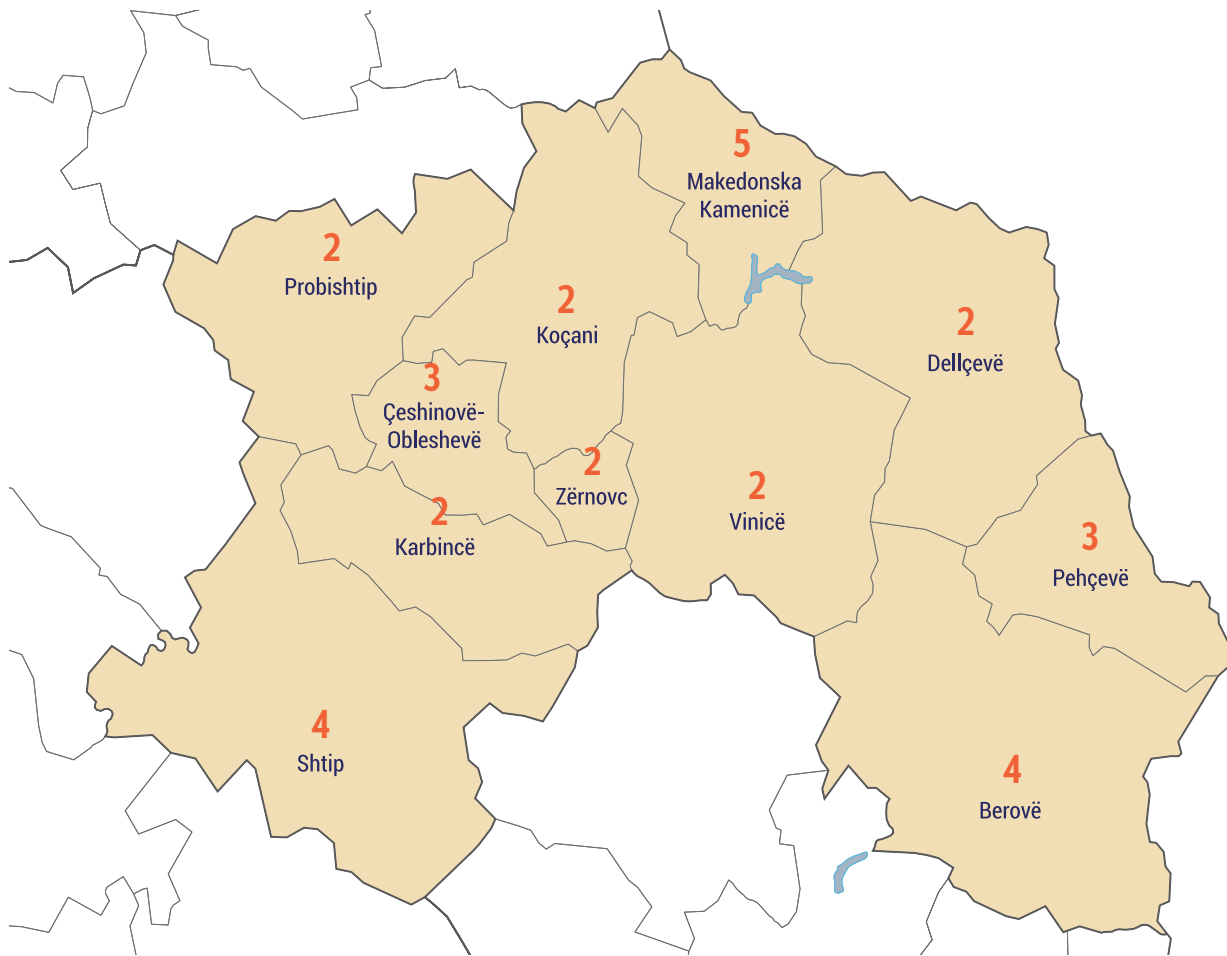 5
Makedonska
Kamenicë
2
Probishtip
2
Koçani
2
Dellçevë
3
Çeshinovë-
Obleshevë
2
Zërnovc
2
Vinicë
2
Karbincë
3
Pehçevë
4
Shtip
4
Berovë